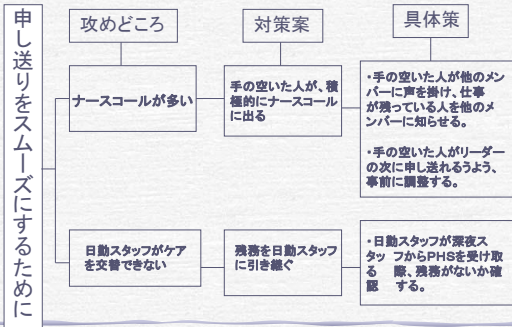 申し送りをスムーズにするために
攻めどころ
対策案
具体策
ナースコールが多い
手の空いた人が、積
極的にナースコール
に出る
・手の空いた人が他のメン
バーに声を掛け、仕事
が残っている人を他のメ
ンバーに知らせる。
・手の空いた人がリーダー
の次に申し送れるうよう、
事前に調整する。
日勤スタッフがケア
を交替できない
残務を日勤スタッフ
に引き継ぐ
・日勤スタッフが深夜ス
タッ フからPHSを受け取
る 際、残務がないか確
認 する。